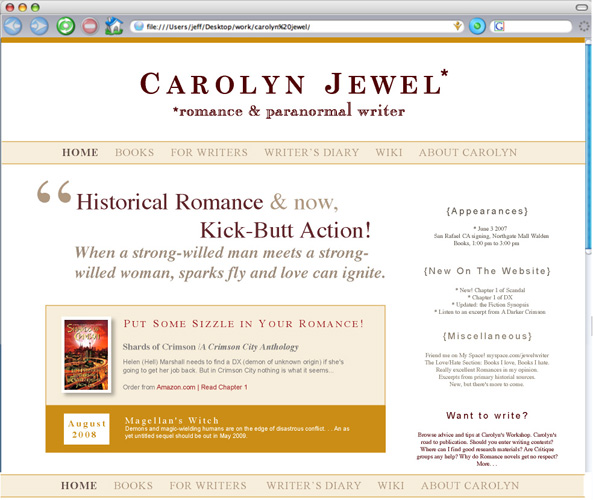 file:///Users/jeff/Desktop/work/carolyn%20jewel/
CAROLYN JEWEL*
*romance & paranormal writer
HOME BOOKS FOR WRITERS WRITER'S DIARY WIKI ABOUT CAROLYN
“ Historical Romance & now,
Kick-Butt Action!
When a strong-willed man meets a strong-
willed woman, sparks fly and love can ignite.
PUT SOME SIZZLE IN YOUR ROMANCE!
Shards of Crimson /A Crimson City Anthology
Helen (Hell) Marshall needs to find a DX (demon of unknown origin) if she's
going to get her job back. But in Crimson City nothing is what it seems...
Order from Amazon.com | Read Chapter 1
August
2008
Magellan's Witch
Demons and magic-wielding humans are on the edge of disastrous conflict. . . An as
yet untitled sequel should be out in May 2009.
{Appearances}
* June 3 2007
San Rafael CA signing, Northgate Mall Walden
Books, 1:00 pm to 3:00 pm
{New On The Website}
* New! Chapter 1 of Scandal
* Chapter 1 of DX
* Updated: the Fiction Synopsis
* Listen to an excerpt from A Darker Crimson
{Miscellaneous}
Friend me on My Space! myspace.com/jewelwriter
The Love/Hate Section: Books I love, Books I hate.
Really excellent Romances in my opinion.
Excerpts from primary historial sources.
New, but there's more to come.
Want to write?
Browse advice and tips at Carolyn's Workshop. Carolyn's
road to publication. Should you enter writing contests?
Where can I find good research materials? Are Critique
groups any help? Why do Romance novels get no respect?
More. . .
HOME BOOKS FOR WRITERS WRITER'S DIARY WIKI ABOUT CAROLYN